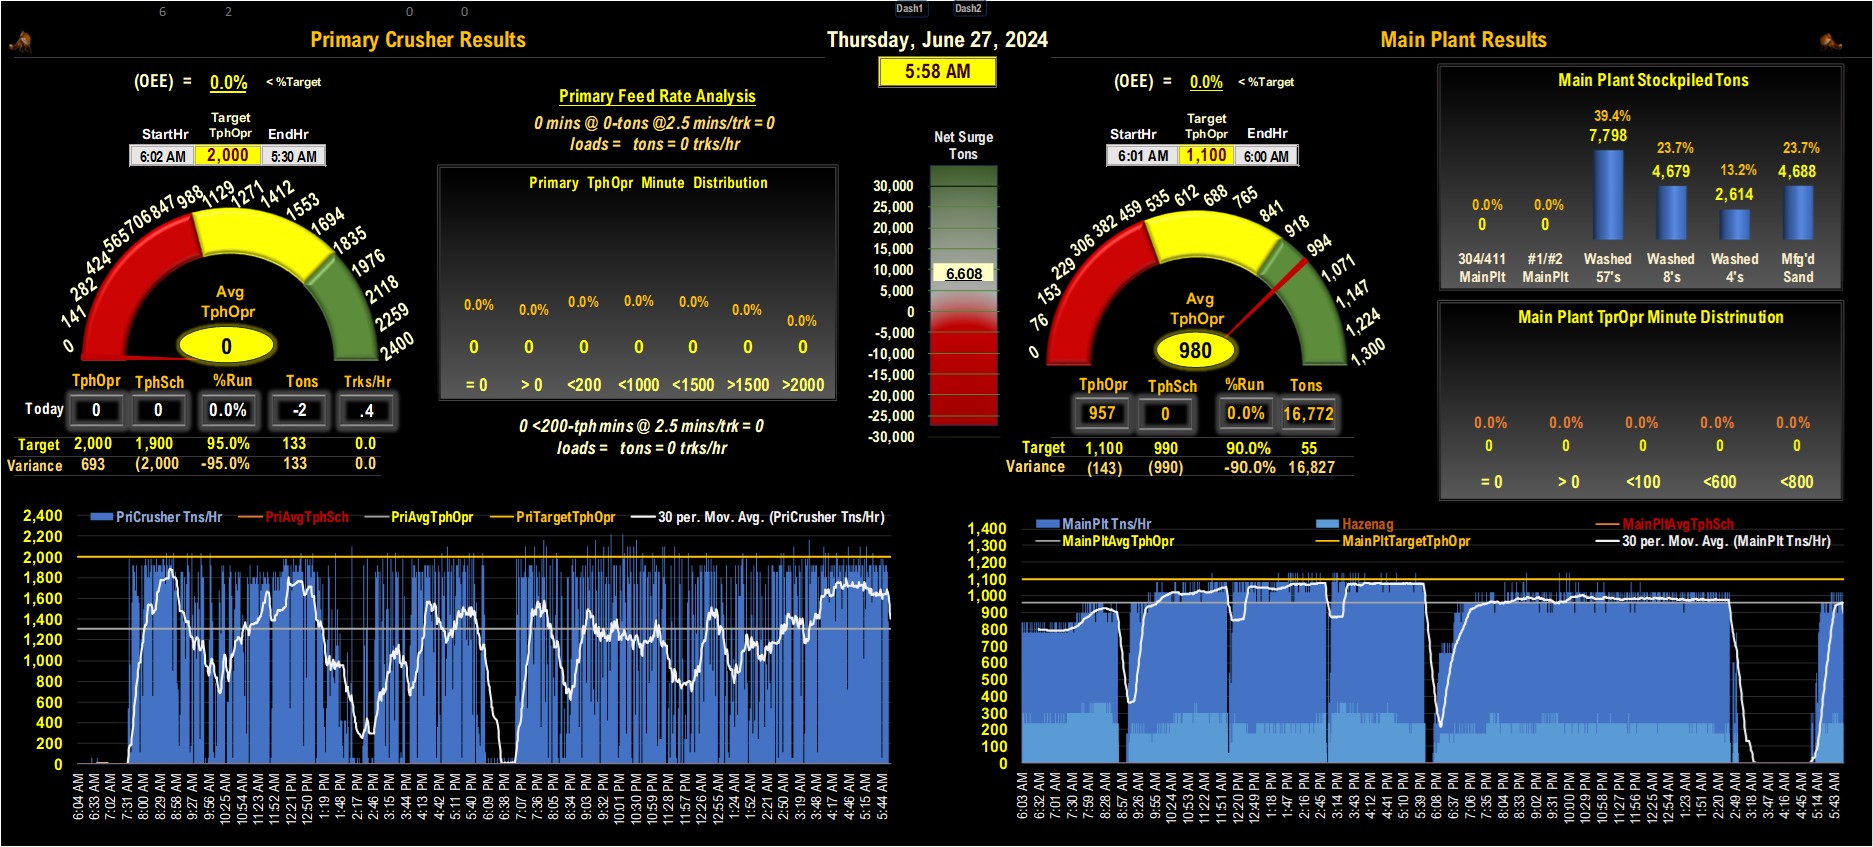 6 2 0 0 Dash1 Dash2
Primary Crusher Results
Thursday, June 27, 2024
Main Plant Results
5:58 AM
(OEE) = 0.0% < %Target
Target
StartHr TphOpr EndHr
6:02 AM 2,000 5:30 AM
0 141 282 424 565 706 847 988 1129 1271 1412 1553 1694 1835 1976 2118 2259 2400
Avg
TphOpr
0
TphOpr TphSch %Run Tons Trks/Hr
Today 0 0 0.0% -2 .4
Target 2,000 1,900 95.0% 133 0.0
Variance 693 (2,000 -95.0% 133 0.0
Primary Feed Rate Analysis
0 mins @ 0-tons @2.5 mins/trk = 0
loads = tons = 0 trks/hr
Primary TphOpr Minute Distribution
0.0% 0.0% 0.0% 0.0% 0.0% 0.0% 0.0%
0 0 0 0 0 0 0
= 0 > 0 <200 <1000 <1500 >1500 >2000
0 <200-tph mins @ 2.5 mins/trk = 0
loads = tons = 0 trks/hr
Net Surge
Tons
30,000
25,000
20,000
15,000
10,000
6,608
5,000
0
-5,000
-10,000
-15,000
-20,000
-25,000
-30,000
(OEE) = 0.0% < %Target
Target
StartHr TphOpr EndHr
6:01 AM 1,100 6:00 AM
0 76 153 229 306 382 459 535 612 688 765 841 918 994 1,071 1,147 1,224 1,300
Avg
TphOpr
980
TphOpr TphSch %Run Tons
957 0 0.0% 16,772
Target 1,100 990 90.0% 55
Variance (143) (990) -90.0% 16,827
Main Plant Stockpiled Tons
39.4%
7,798
23.7% 23.7%
4,679 13.2% 4,688
2,614
0.0% 0.0%
0 0
304/411 #1/#2 Washed Washed Washed Mfg'd
MainPlt MainPlt 57's 8's 4's Sand
Main Plant TprOpr Minute Distrinution
0.0% 0.0% 0.0% 0.0% 0.0%
0 0 0 0 0
= 0 > 0 <100 <600 <800
PriCrusher Tns/Hr PriAvgTphSch PriAvgTphOpr PriTargetTphOpr 30 per. Mov. Avg. (PriCrusher Tns/Hr)
2,400
2,200
2,000
1,800
1,600
1,400
1,200
1,000
800
600
400
200
0
6:04 AM 6:33 AM 7:02 AM 7:31 AM 8:00 AM 8:29 AM 8:58 AM 9:27 AM 9:56 AM 10:25 AM 10:54 AM 11:23 AM 11:52 AM 12:21 PM 12:50 PM 1:19 PM 1:48 PM 2:17 PM 2:46 PM 3:15 PM 3:44 PM 4:13 PM 4:42 PM 5:11 PM 5:40 PM 6:09 PM 6:38 PM 7:07 PM 7:36 PM 8:05 PM 8:34 PM 9:03 PM 9:32 PM 10:01 PM 10:30 PM 10:59 PM 11:28 PM 11:57 PM 12:26 AM 12:55 AM 1:24 AM 1:52 AM 2:21 AM 2:50 AM 3:19 AM 3:48 AM 4:17 AM 4:46 AM 5:15 AM 5:44 AM
MainPlt Tns/Hr Hazenag MainPltAvgTphSch
MainPltAvgTphOpr MainPltTargetTphOpr 30 per. Mov. Avg. (MainPlt Tns/Hr)
1,400
1,300
1,200
1,100
1,000
900
800
700
600
500
400
300
200
100
0
6:03 AM 6:32 AM 7:01 AM 7:30 AM 7:59 AM 8:28 AM 8:57 AM 9:26 AM 9:55 AM 10:24 AM 10:53 AM 11:22 AM 11:51 AM 12:20 PM 12:49 PM 1:18 PM 1:47 PM 2:16 PM 2:45 PM 3:14 PM 3:43 PM 4:12 PM 4:41 PM 5:10 PM 5:39 PM 6:08 PM 6:37 PM 7:06 PM 7:35 PM 8:04 PM 8:33 PM 9:02 PM 9:31 PM 10:00 PM 10:29 PM 10:58 PM 11:27 PM 11:56 PM 12:25 AM 12:54 AM 1:23 AM 1:51 AM 2:20 AM 2:49 AM 3:18 AM 3:47 AM 4:16 AM 4:45 AM 5:14 AM 5:43 AM